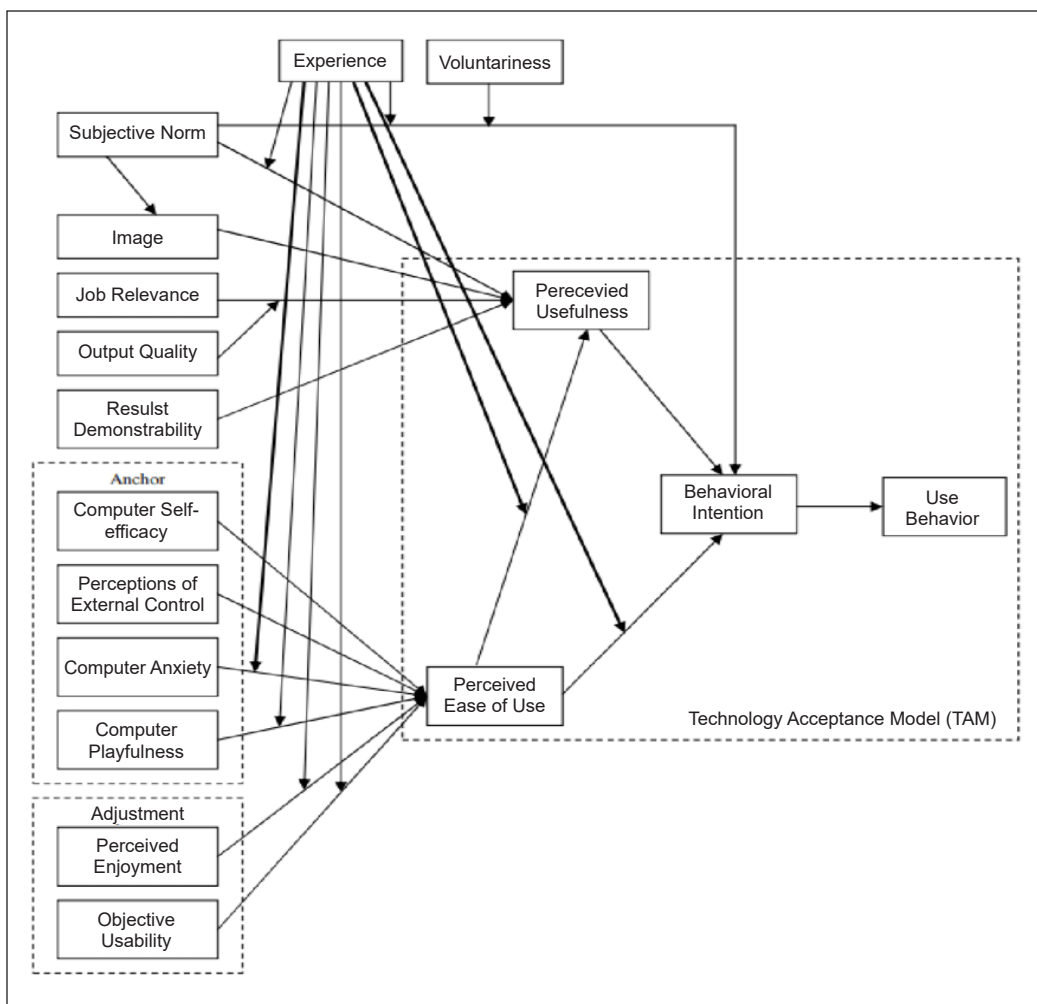 Experience
Voluntariness
Subjective Norm
Image
Job Relevance
Output Quality
Resulst
Demonstrability
Perecevied
Usefulness
Behavioral
Intention
Use
Behavior
Anchor
Computer Self-
efficacy
Perceptions of
External Control
Computer Anxiety
Computer
Playfulness
Perceived
Ease of Use
Technology Acceptance Model (TAM)
Adjustment
Perceived
Enjoyment
Objective
Usability